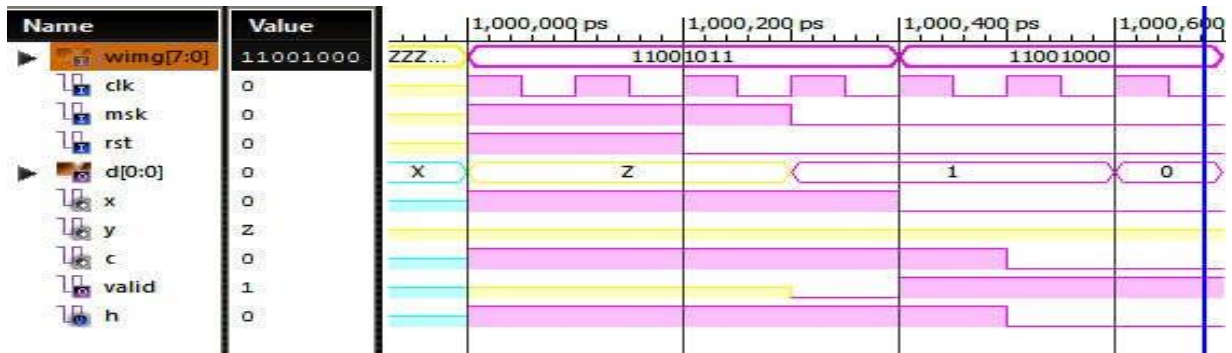 Name Value 1,000,000 ps 1,000,200 ps 1,000,400 ps 1,000,600
wimg[7:0] 11001000 ZZZ... 11001011 11001000
clk 0
msk 0
rst 0
d[0:0] 0 X Z 1 0
x 0
y Z
c 0
valid 1
h 0